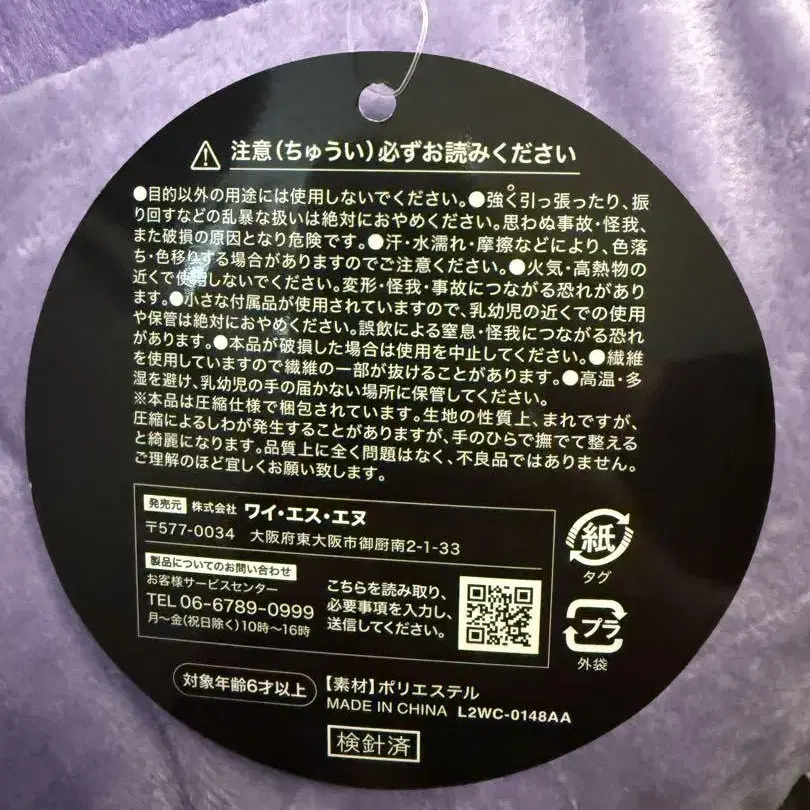 注意(ちゅうい)必ずお読みください
●目的以外の用途には使用しないでください。●強く引っ張ったり、振
り回すなどの乱暴な扱いは絶対におやめください。思わぬ事故・怪我、
また破損の原因となり危険です。●汗・水濡れ・摩擦などにより、色落
ち・色移りする場合がありますのでご注意ください。●火気・高熱物の
近くで使用しないでください。変形・怪我・事故につながる恐れがあり
ます。●小さな付属品が使用されていますので、乳幼児の近くでの使用
や保管は絶対におやめください。誤飲による窒息・怪我につながる恐れ
があります。●本品が破損した場合は使用を中止してください。●繊維
を使用していますので繊維の一部が抜けることがあります。●高温・多
湿を避け、乳幼児の手の届かない場所に保管してください。
※本品は圧縮仕様で梱包されています。生地の性質上、まれですが、
圧縮によるしわが発生することがありますが、手のひらで撫でて整える
と綺麗になります。品質上に全く問題はなく、不良品ではありません。
ご理解のほど宜しくお願い致します。
発売元 株式会社 ワイ・エス・エヌ
〒577-0034 大阪府東大阪市御厨南2-1-33
製品についてのお問い合わせ
お客様サービスセンター
TEL 06-6789-0999
月〜金(祝日除く)10時〜16時
こちらを読み取り、
必要事項を入力し、
送信してください。
紙
タグ
プラ
外袋
対象年齢6才以上
【素材】ポリエステル
MADE IN CHINA L2WC-0148AA
検針済